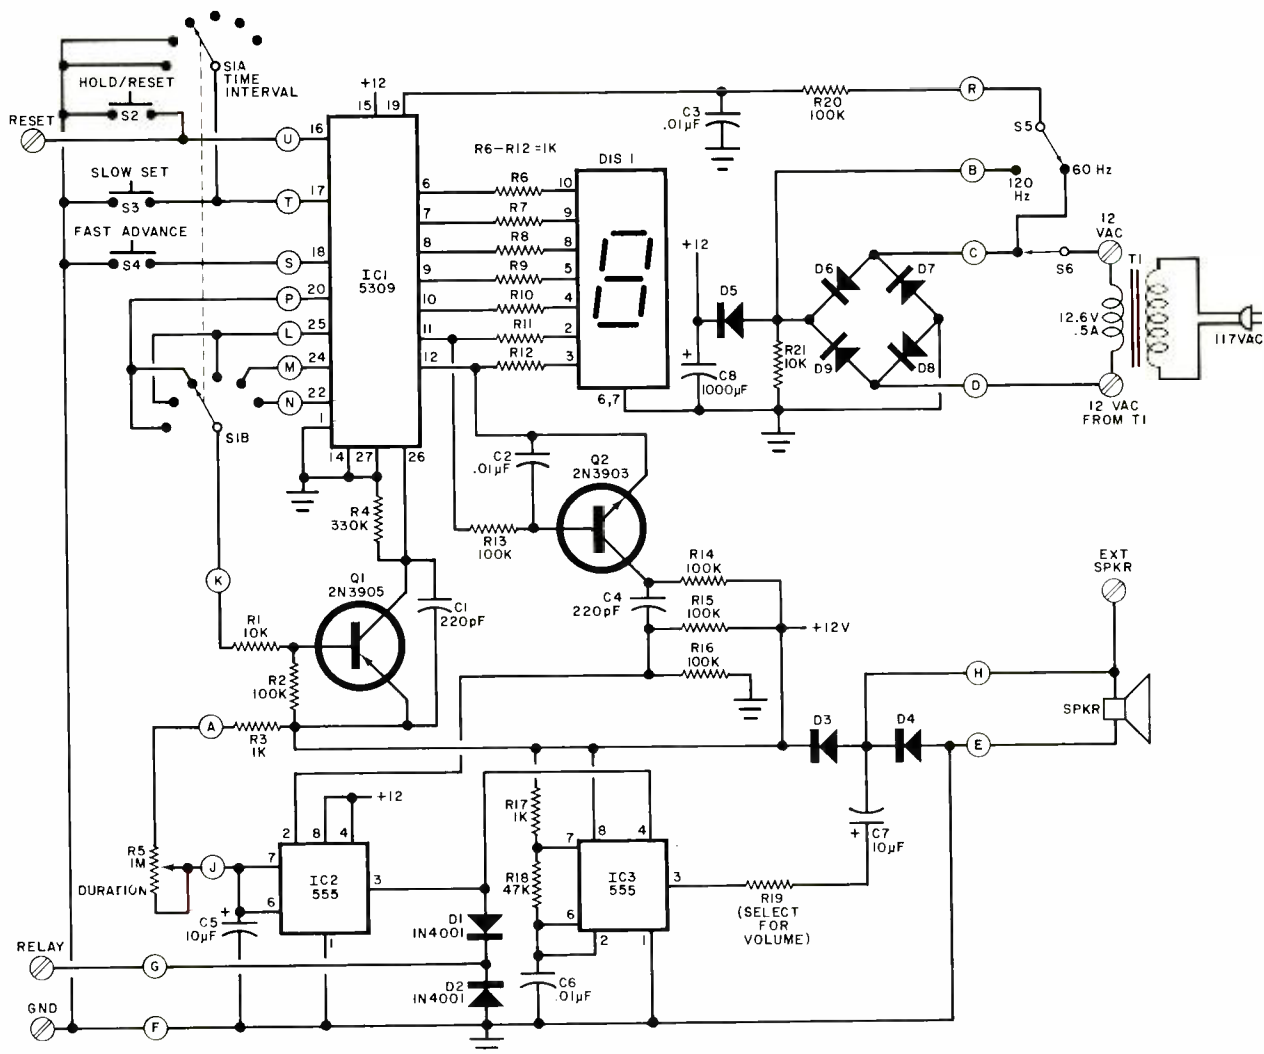 S1A
TIME
INTERVAL
HOLD/RESET
S2
RESET
U
16
+12
15
19
C3
.01µF
R20
100K
R
S5
SLOW SET
S3
T
17
R6-R12=1K
DIS 1
B
120
Hz
60 Hz
FAST ADVANCE
S4
S
18
P
20
L
25
M
24
N
22
1
S1B
IC1
5309
6
R6
10
7
R7
9
8
R8
8
9
R9
5
10
R10
4
11
R11
2
12
R12
3
6,7
14
27
26
+12
D5
C8
+
1000µF
R21
10K
D6
D7
D9
D8
C
S6
12
VAC
T1
12.6V
.5A
117VAC
D
12 VAC
FROM T1
R4
330K
C2
.01µF
R13
100K
Q2
2N3903
R14
100K
C4
220pF
R15
100K
+12V
R16
100K
K
Q1
2N3905
C1
220pF
R1
10K
R2
100K
A
R3
1K
EXT
SPKR
H
SPKR
D3
D4
E
+12
2
8
4
R5
1M
DURATION
J
7
6
IC2
555
3
1
+
C5
10µF
R17
1K
R18
47K
7
8
4
6
2
1
IC3
555
3
R19
(SELECT
FOR
VOLUME)
+
C7
10µF
D1
1N4001
D2
1N4001
C6
.01µF
RELAY
G
GND
F